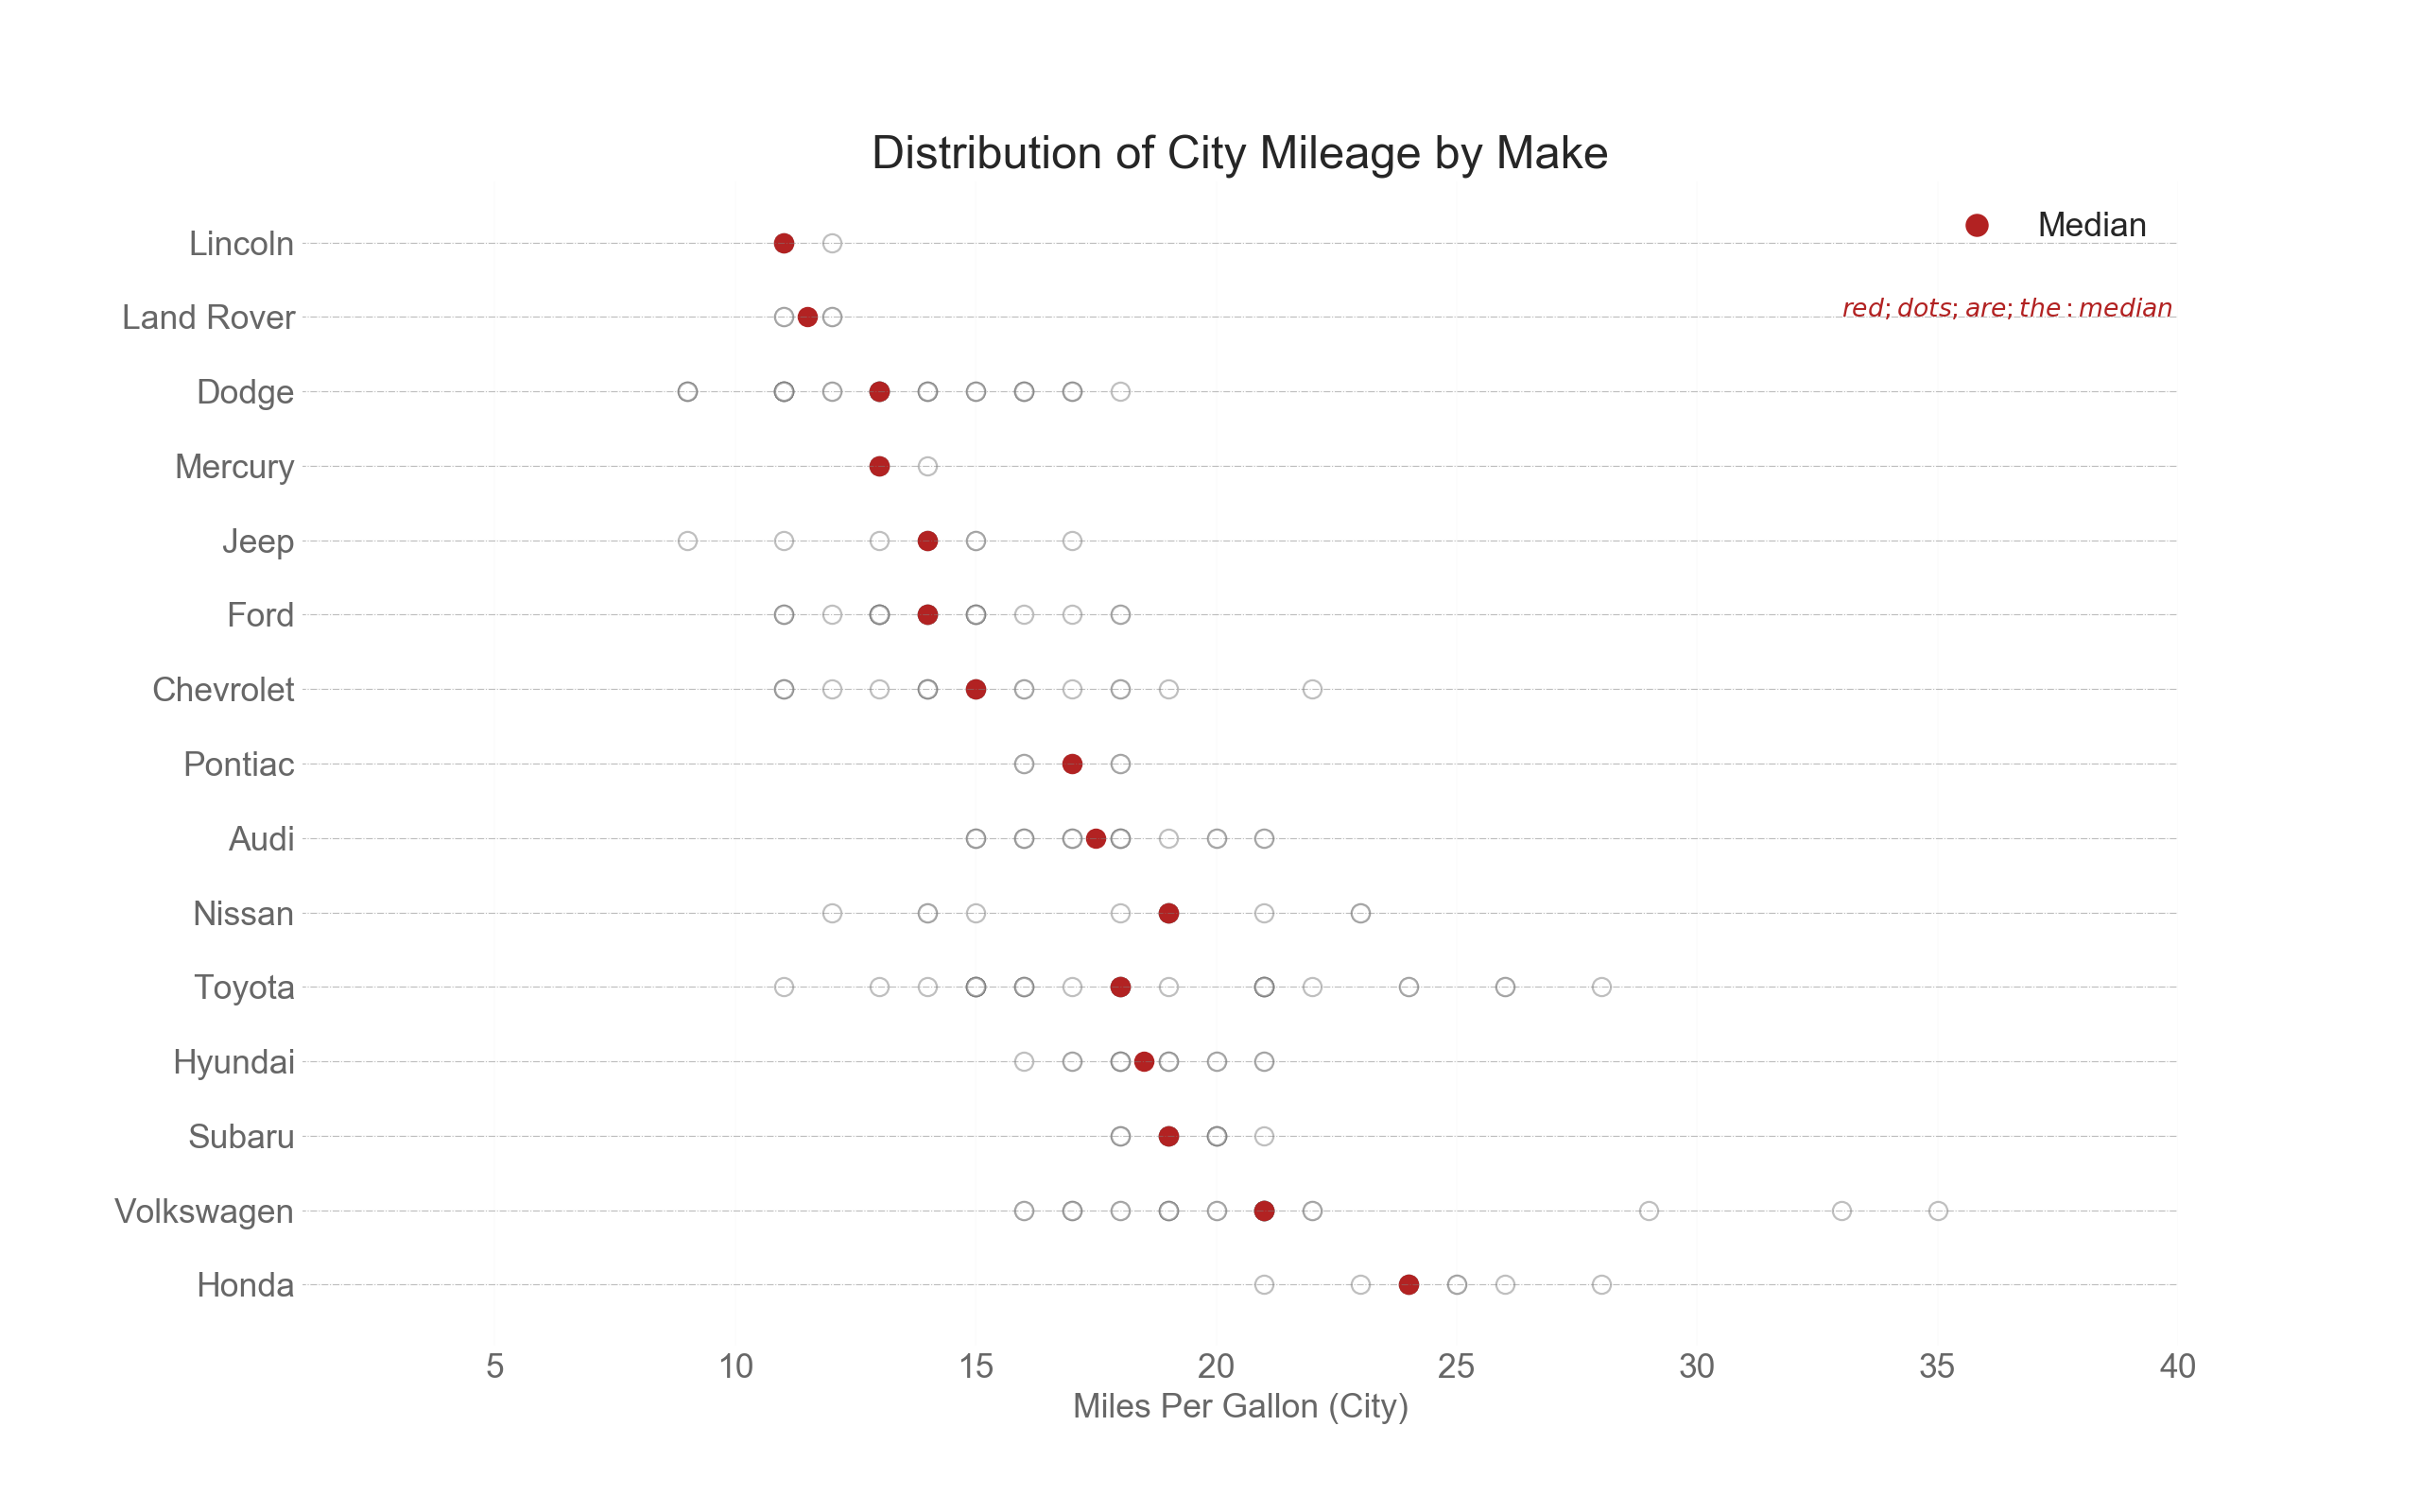 Distribution of City Mileage by Make
Median
red; dots; are; the : median
Lincoln
Land Rover
Dodge
Mercury
Jeep
Ford
Chevrolet
Pontiac
Audi
Nissan
Toyota
Hyundai
Subaru
Volkswagen
Honda
5 10 15 20 25 30 35 40
Miles Per Gallon (City)